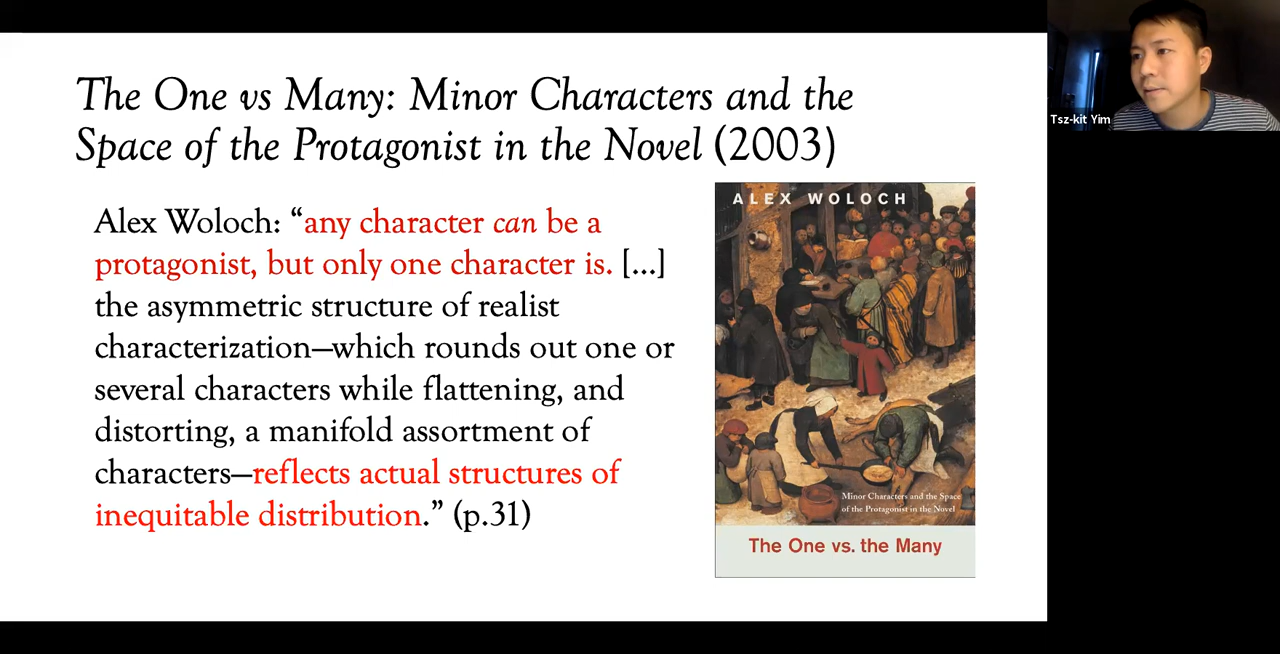 The One vs Many: Minor Characters and the
Space of the Protagonist in the Novel (2003)
Alex Woloch: “any character can be a
protagonist, but only one character is. [...]
the asymmetric structure of realist
characterization—which rounds out one or
several characters while flattening, and
distorting, a manifold assortment of
characters—reflects actual structures of
inequitable distribution.” (p.31)
ALEX WOLOCH
Minor Characters and the Space
of the Protagonist in the Novel
The One vs. the Many
Tsz-kit Yim